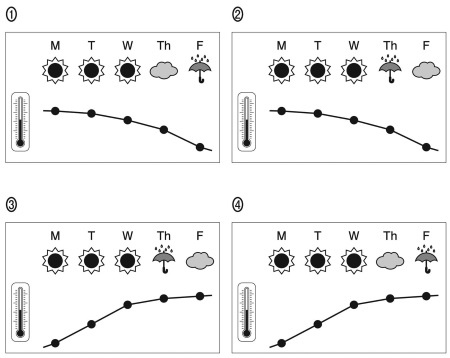 ① ②
M T W Th F M T W Th F
③ ④
M T W Th F M T W Th F